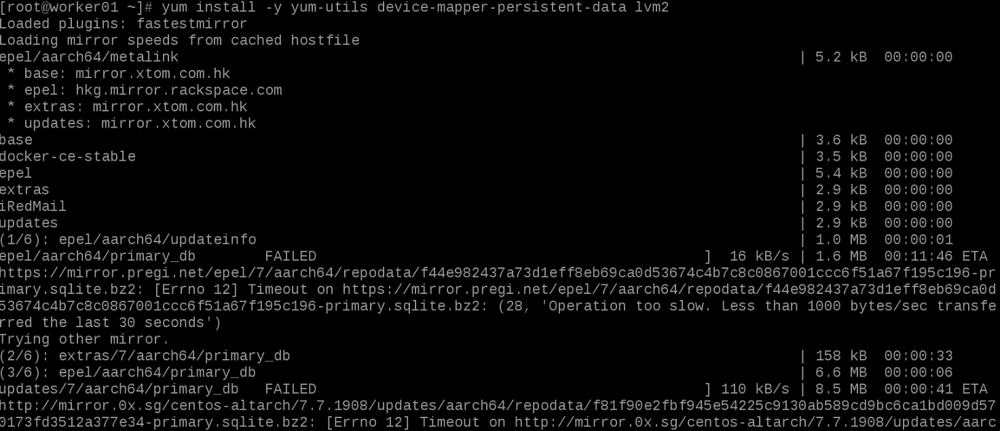 [root@worker01 ~]# yum install -y yum-utils device-mapper-persistent-data lvm2
Loaded plugins: fastestmirror
Loading mirror speeds from cached hostfile
epel/aarch64/metalink | 5.2 kB 00:00:00
* base: mirror.xtom.com.hk
* epel: hkg.mirror.rackspace.com
* extras: mirror.xtom.com.hk
* updates: mirror.xtom.com.hk
base | 3.6 kB 00:00:00
docker-ce-stable | 3.5 kB 00:00:00
epel | 5.4 kB 00:00:00
extras | 2.9 kB 00:00:00
iRedMail | 2.9 kB 00:00:00
updates | 2.9 kB 00:00:00
(1/6): epel/aarch64/updateinfo | 1.0 MB 00:00:01
epel/aarch64/primary_db FAILED ] 16 kB/s | 1.6 MB 00:11:46 ETA
https://mirror.pregi.net/epel/7/aarch64/repodata/f44e982437a73d1eff8eb69ca0d53674c4b7c8c0867001ccc6f51a67f195c196-pr
imary.sqlite.bz2: [Errno 12] Timeout on https://mirror.pregi.net/epel/7/aarch64/repodata/f44e982437a73d1eff8eb69ca0d
53674c4b7c8c0867001ccc6f51a67f195c196-primary.sqlite.bz2: (28, 'Operation too slow. Less than 1000 bytes/sec transfe
rred the last 30 seconds')
Trying other mirror.
(2/6): extras/7/aarch64/primary_db | 158 kB 00:00:33
(3/6): epel/aarch64/primary_db | 6.6 MB 00:00:06
updates/7/aarch64/primary_db FAILED ] 110 kB/s | 8.5 MB 00:00:41 ETA
http://mirror.0x.sg/centos-altarch/7.7.1908/updates/aarch64/repodata/f81f90e2fbf945e54225c9130ab589cd9bc6ca1bd009d57
0173fd3512a377e34-primary.sqlite.bz2: [Errno 12] Timeout on http://mirror.0x.sg/centos-altarch/7.7.1908/updates/aarc